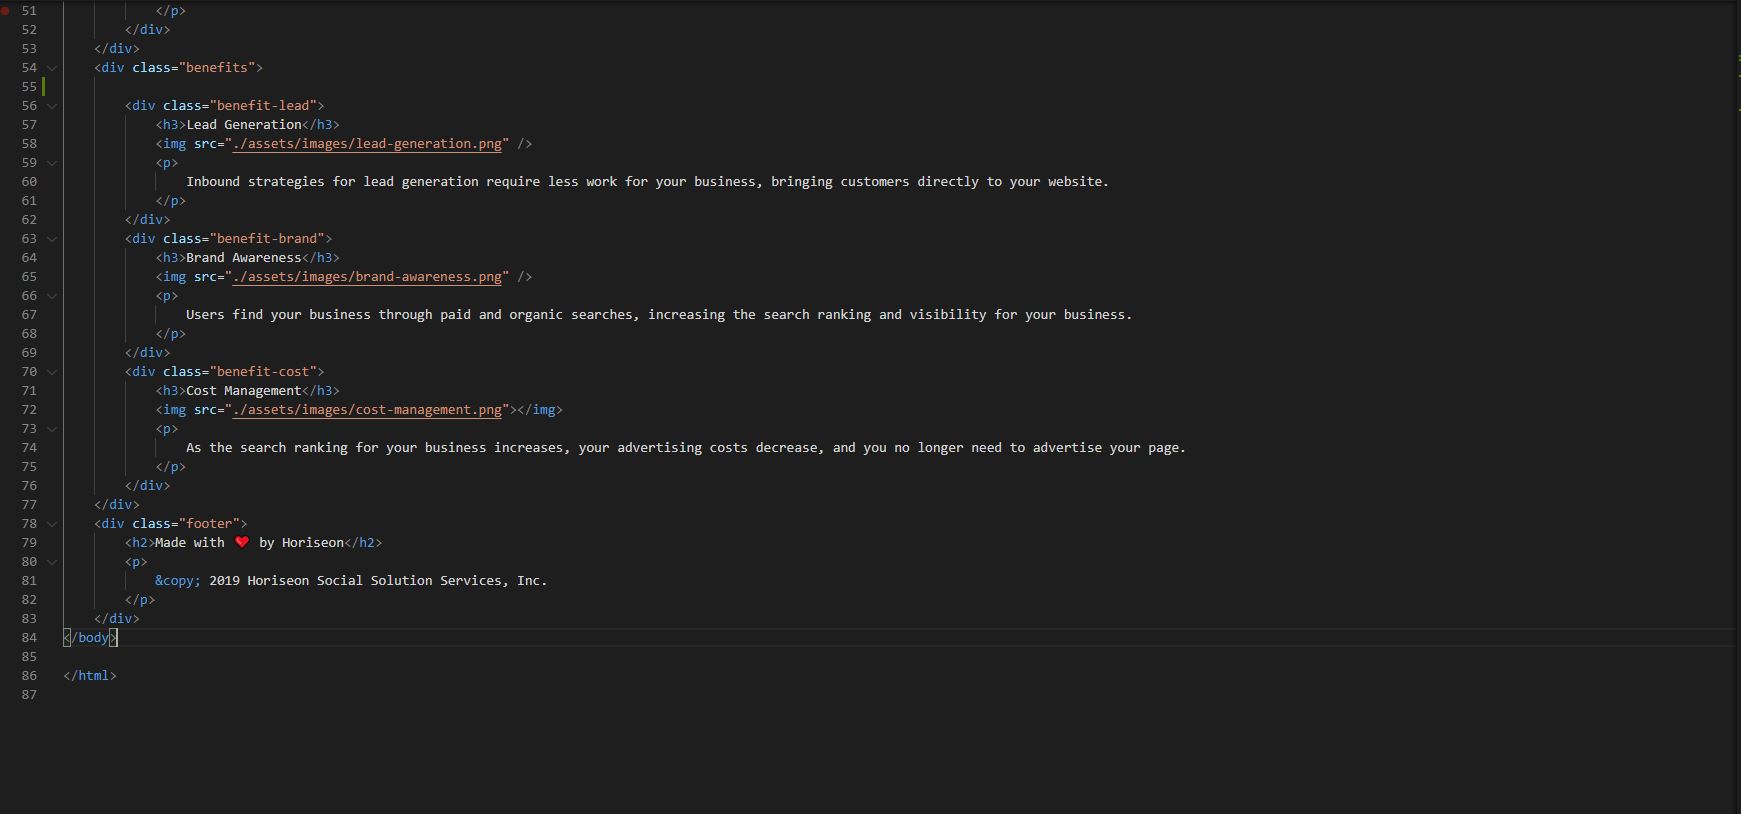 51 </p>
52 </div>
53 </div>
54 <div class="benefits">
55
56 <div class="benefit-lead">
57 <h3>Lead Generation</h3>
58 <img src="./assets/images/lead-generation.png" />
59 <p>
60 Inbound strategies for lead generation require less work for your business, bringing customers directly to your website.
61 </p>
62 </div>
63 <div class="benefit-brand">
64 <h3>Brand Awareness</h3>
65 <img src="./assets/images/brand-awareness.png" />
66 <p>
67 Users find your business through paid and organic searches, increasing the search ranking and visibility for your business.
68 </p>
69 </div>
70 <div class="benefit-cost">
71 <h3>Cost Management</h3>
72 <img src="./assets/images/cost-management.png"></img>
73 <p>
74 As the search ranking for your business increases, your advertising costs decrease, and you no longer need to advertise your page.
75 </p>
76 </div>
77 </div>
78 <div class="footer">
79 <h2>Made with ❤️ by Horiseon</h2>
80 <p>
81 &copy; 2019 Horiseon Social Solution Services, Inc.
82 </p>
83 </div>
84 </body>
85
86 </html>
87